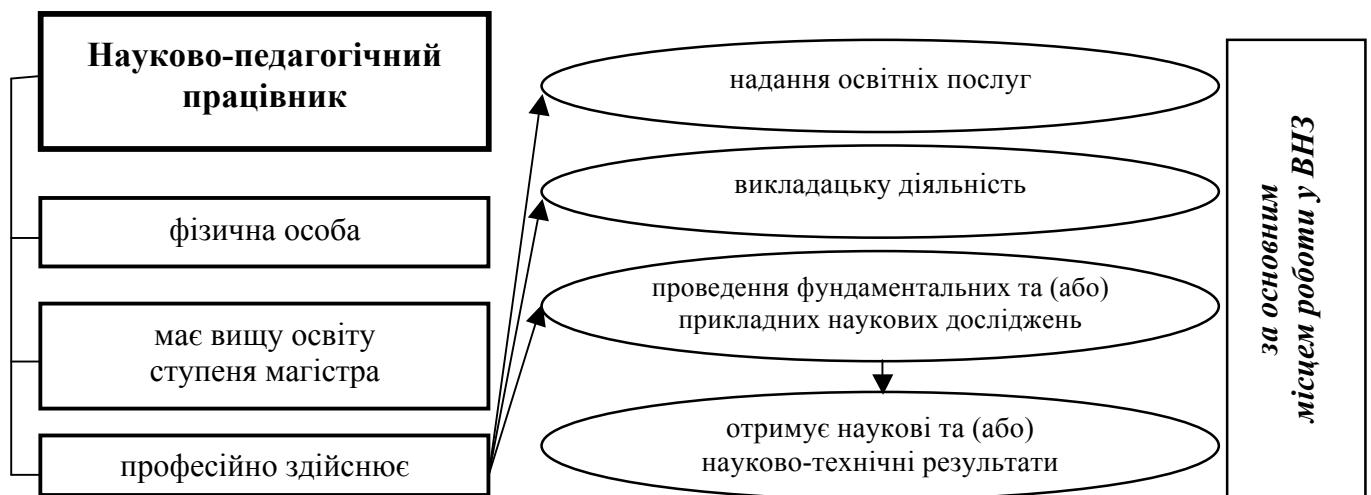 Науково-педагогічний
працівник
фізична особа
має вищу освіту
ступеня магістра
професійно здійснює
надання освітніх послуг
викладацьку діяльність
проведення фундаментальних та (або)
прикладних наукових досліджень
отримує наукові та (або)
науково-технічні результати
за основним
місцем роботи у ВНЗ